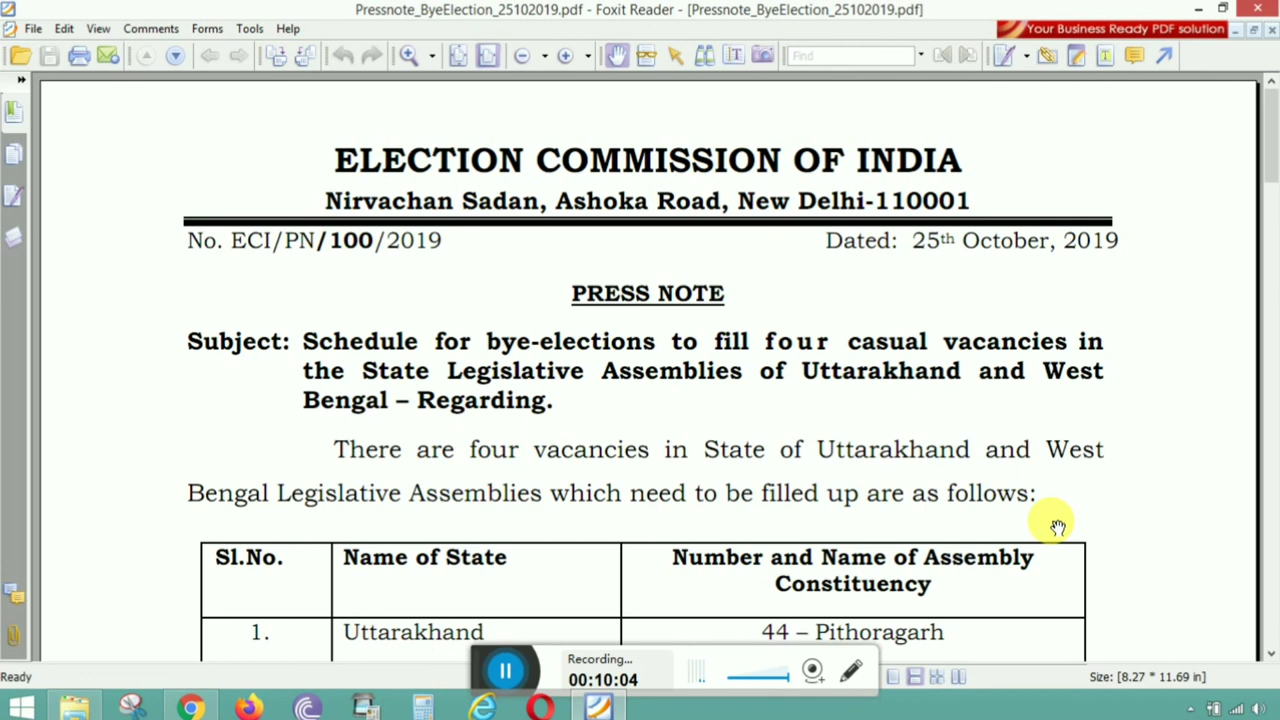 Pressnote_ByeElection_25102019.pdf - Foxit Reader - [Pressnote_ByeElection_25102019.pdf]
File Edit View Comments Forms Tools Help
Your Business Ready PDF solution
Find
ELECTION COMMISSION OF INDIA
Nirvachan Sadan, Ashoka Road, New Delhi-110001
No. ECI/PN/100/2019 Dated: 25th October, 2019
PRESS NOTE
Subject: Schedule for bye-elections to fill four casual vacancies in
the State Legislative Assemblies of Uttarakhand and West
Bengal – Regarding.
There are four vacancies in State of Uttarakhand and West
Bengal Legislative Assemblies which need to be filled up are as follows:
Sl.No. Name of State Number and Name of Assembly
Constituency
1. Uttarakhand 44 – Pithoragarh
Recording...
00:10:04
Ready Size: [8.27 * 11.69 in]